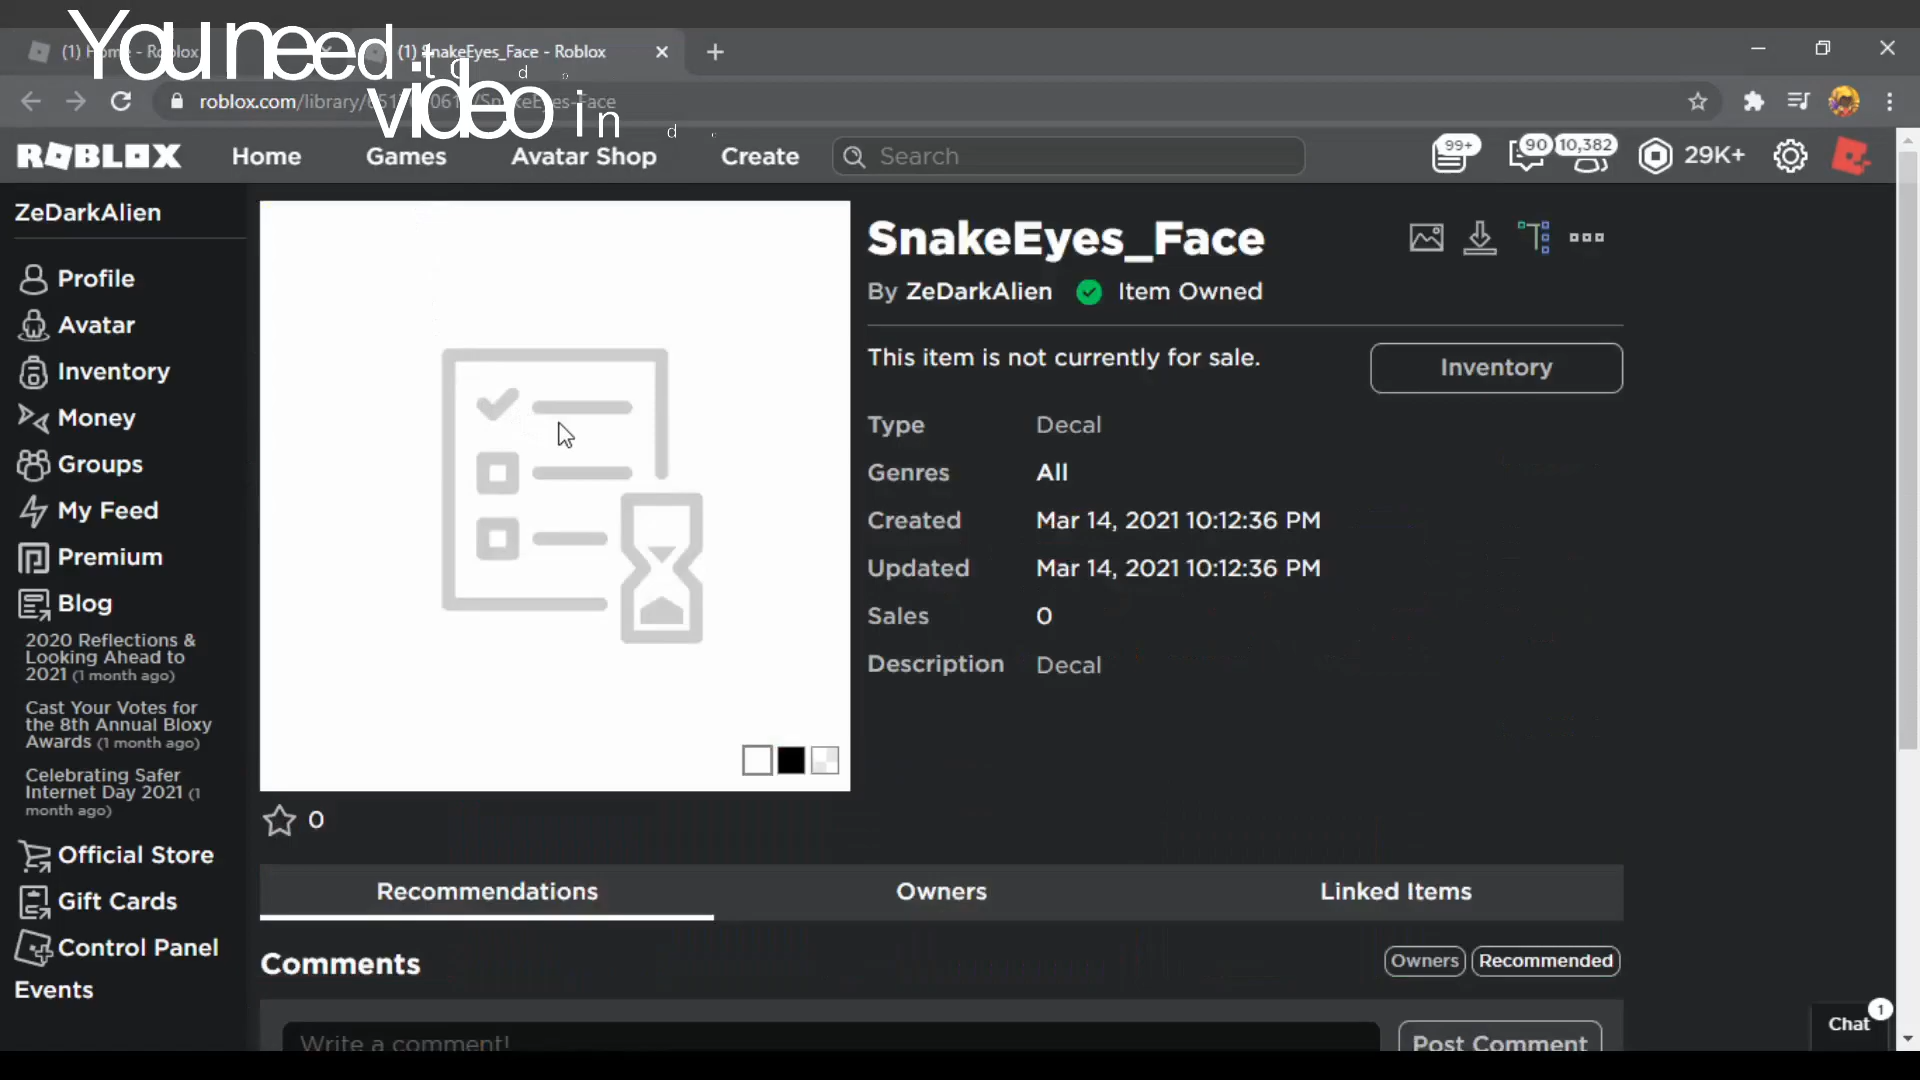 You need to do
video in
(1) Home - Roblox
(1) SnakeEyes_Face - Roblox
roblox.com/library/
ROBLOX
Home
Games
Avatar Shop
Create
Search
99+
90
10,382
29K+
ZeDarkAlien
Profile
Avatar
Inventory
Money
Groups
My Feed
Premium
Blog
2020 Reflections &
Looking Ahead to
2021 (1 month ago)
Cast Your Votes for
the 8th Annual Bloxy
Awards (1 month ago)
Celebrating Safer
Internet Day 2021 (1
month ago)
Official Store
Gift Cards
Control Panel
Events
SnakeEyes_Face
By ZeDarkAlien Item Owned
This item is not currently for sale.
Inventory
Type Decal
Genres All
Created Mar 14, 2021 10:12:36 PM
Updated Mar 14, 2021 10:12:36 PM
Sales 0
Description Decal
0
Recommendations
Owners
Linked Items
Comments
Owners
Recommended
Write a comment!
Post Comment
Chat
1